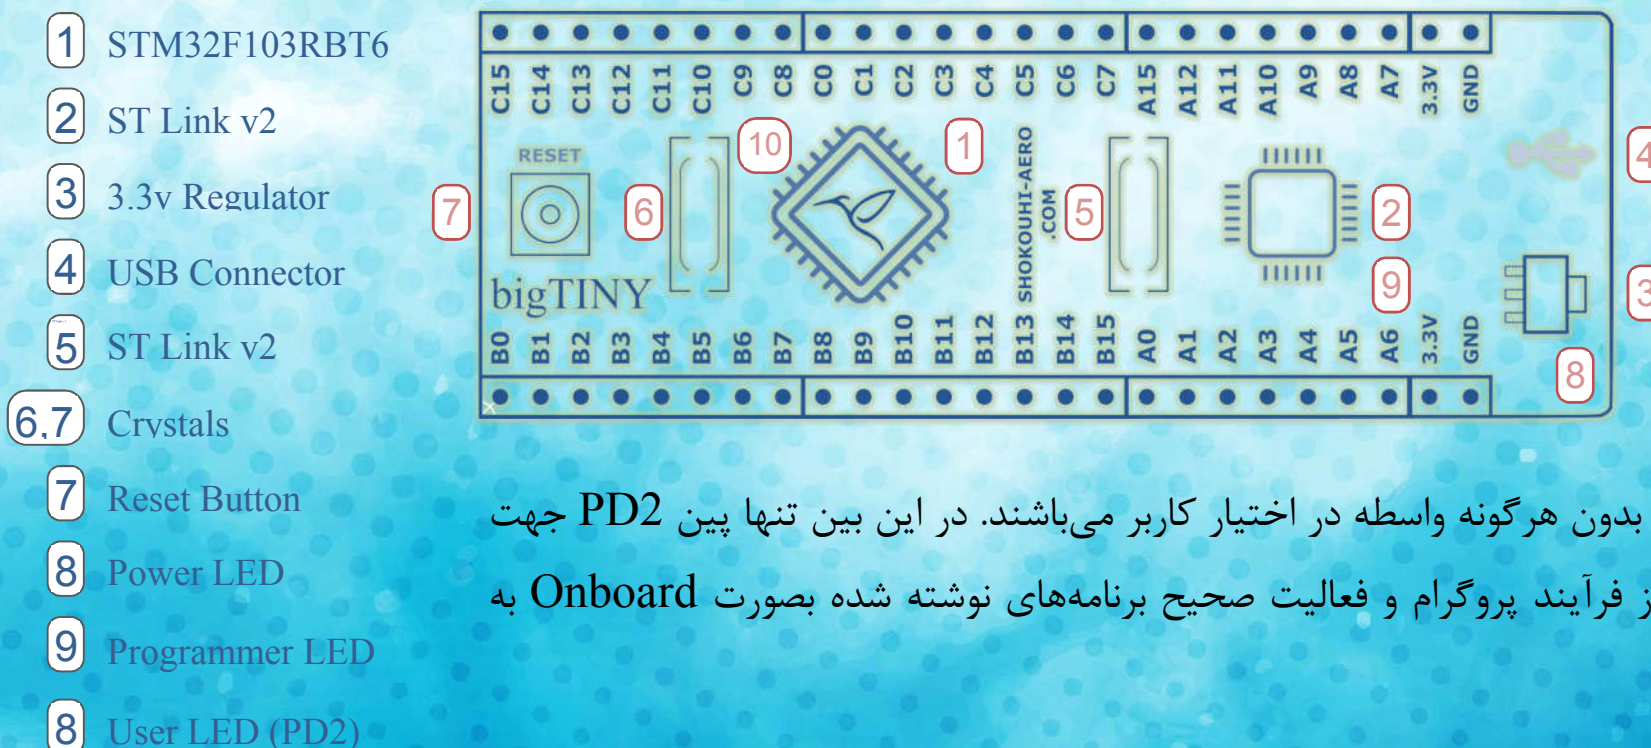 1 STM32F103RBT6
2 ST Link v2
3 3.3v Regulator
4 USB Connector
5 ST Link v2
6,7 Crystals
7 Reset Button
8 Power LED
9 Programmer LED
8 User LED (PD2)
C15 C14 C13 C12 C11 C10 C9 C8 C0 C1 C2 C3 C4 C5 C6 C7 A15 A12 A11 A10 A9 A8 A7 3.3V GND
10 1 4
RESET
7 6 5 2
SHOKOUHI-AERO
.COM
9 3
bigTINY
8
B0 B1 B2 B3 B4 B5 B6 B7 B8 B9 B10 B11 B12 B13 B14 B15 A0 A1 A2 A3 A4 A5 A6 3.3V GND
بدون هرگونه واسطه در اختیار کاربر می‌باشند. در این بین تنها پین PD2 جهت
ز فرآیند پروگرام و فعالیت صحیح برنامه‌های نوشته شده بصورت Onboard به